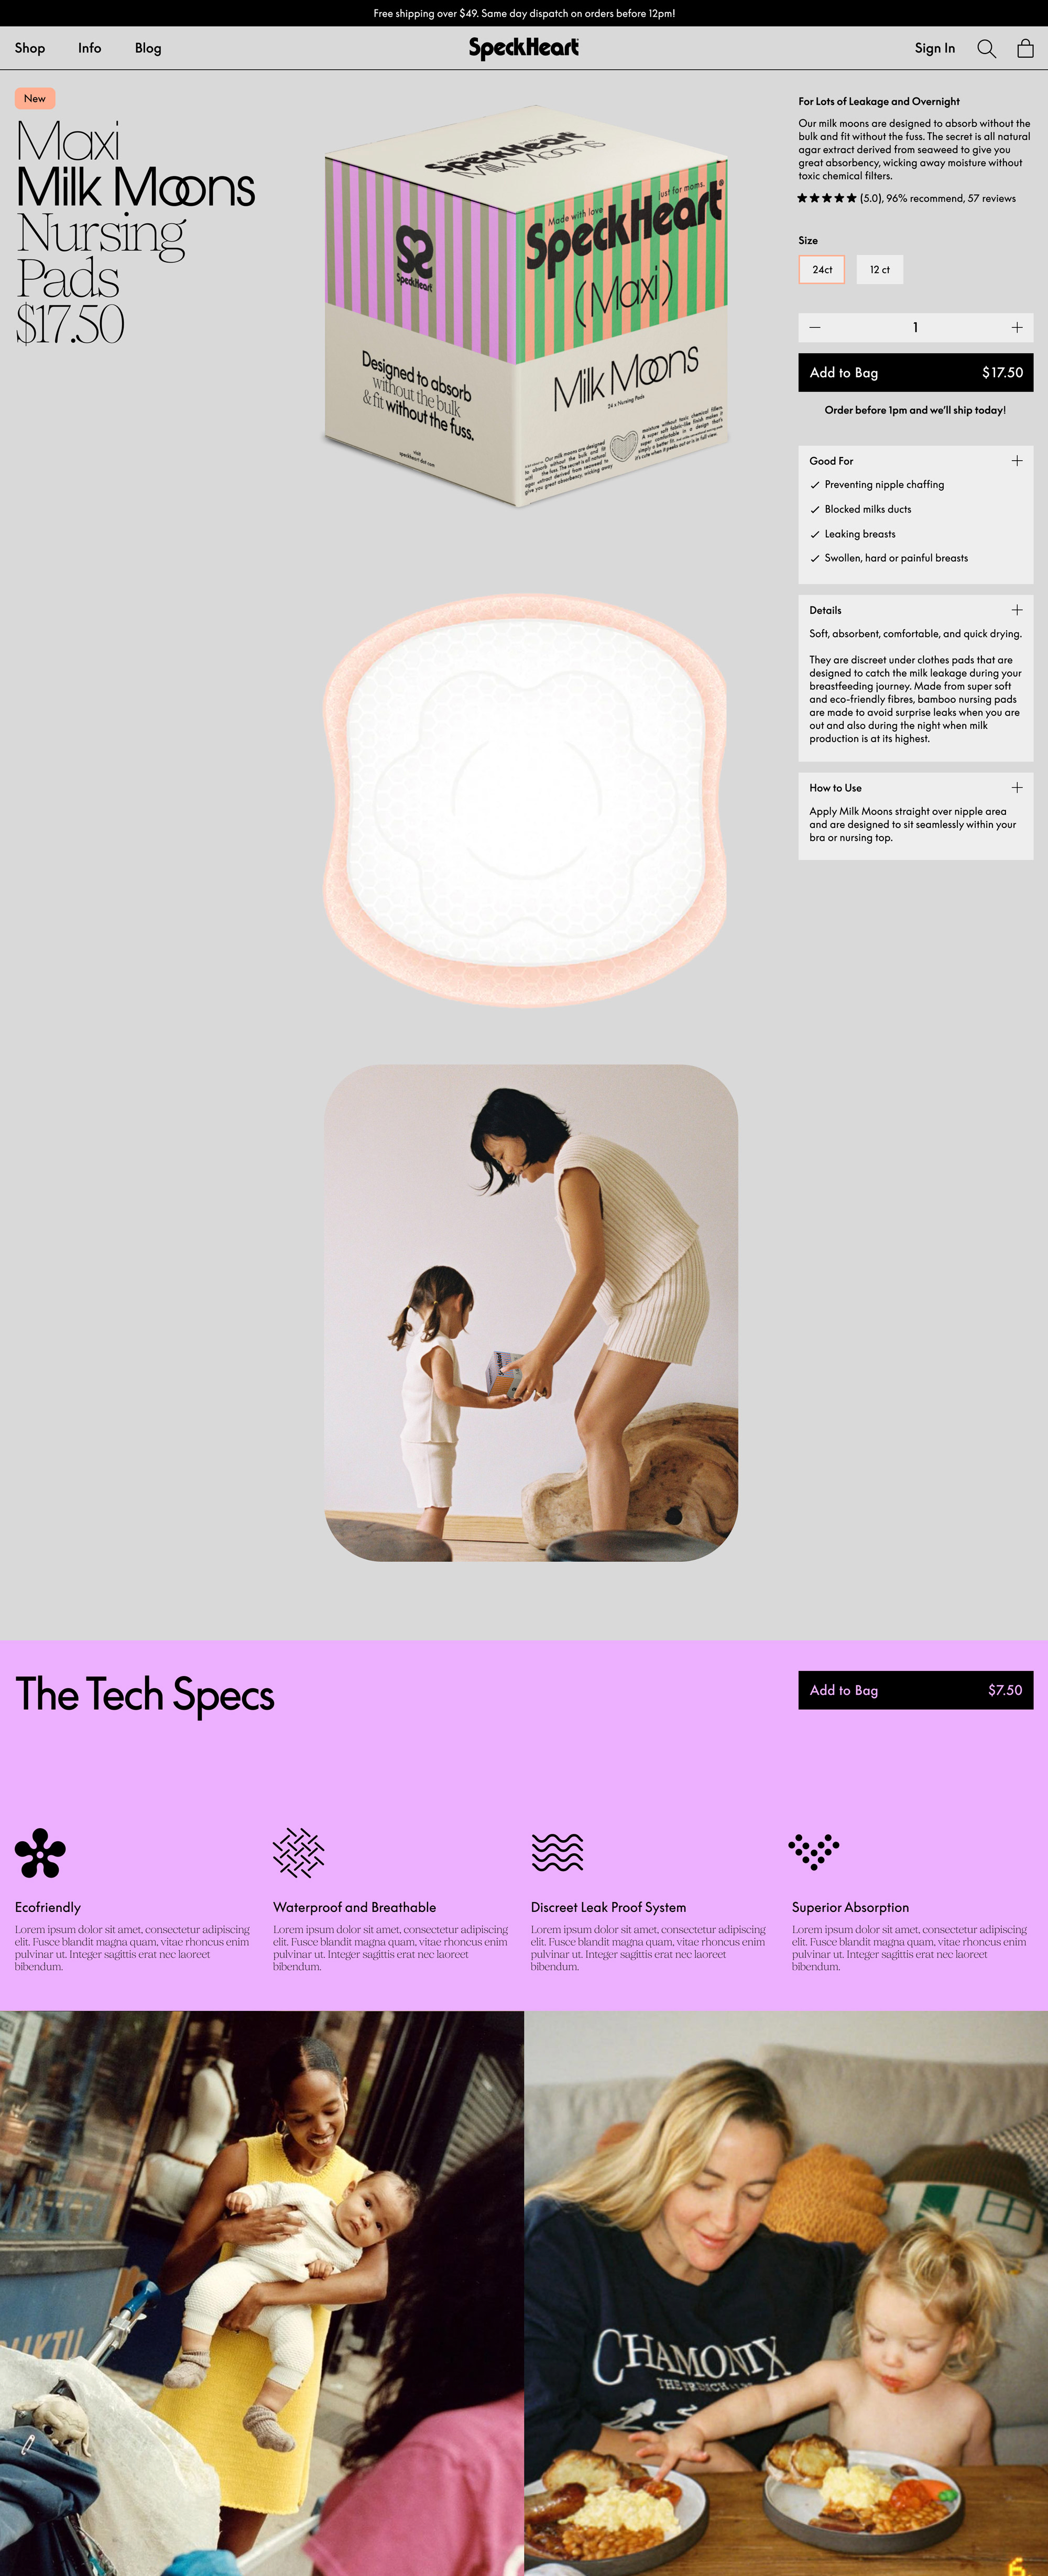 Free shipping over $49. Same day dispatch on orders before 12pm!
Shop
Info
Blog
SpeckHeart
Sign In
New
Maxi
Milk Moons
Nursing
Pads
$17.50
SpeckHeart
Milk Moons
SpeckHeart
Made with love
just for moms.
SpeckHeart
(Maxi)
Designed to absorb
without the bulk
& fit without the fuss.
visit
speckheart dot com
Milk Moons
24 x Nursing Pads
For Lots of Leakage and Overnight
Our milk moons are designed to absorb without the
bulk and fit without the fuss. The secret is all natural
agar extract derived from seaweed to give you
great absorbency, wicking away moisture without
toxic chemical filters.
(5.0), 96% recommend, 57 reviews
Size
24ct
12 ct
1
Add to Bag
$17.50
Order before 1pm and we'll ship today!
Good For
Preventing nipple chaffing
Blocked milks ducts
Leaking breasts
Swollen, hard or painful breasts
Details
Soft, absorbent, comfortable, and quick drying.
They are discreet under clothes pads that are
designed to catch the milk leakage during your
breastfeeding journey. Made from super soft
and eco-friendly fibres, bamboo nursing pads
are made to avoid surprise leaks when you are
out and also during the night when milk
production is at its highest.
How to Use
Apply Milk Moons straight over nipple area
and are designed to sit seamlessly within your
bra or nursing top.
The Tech Specs
Add to Bag
$7.50
Ecofriendly
Lorem ipsum dolor sit amet, consectetur adipiscing
elit. Fusce blandit magna quam, vitae rhoncus enim
pulvinar ut. Integer sagittis erat nec laoreet
bibendum.
Waterproof and Breathable
Lorem ipsum dolor sit amet, consectetur adipiscing
elit. Fusce blandit magna quam, vitae rhoncus enim
pulvinar ut. Integer sagittis erat nec laoreet
bibendum.
Discreet Leak Proof System
Lorem ipsum dolor sit amet, consectetur adipiscing
elit. Fusce blandit magna quam, vitae rhoncus enim
pulvinar ut. Integer sagittis erat nec laoreet
bibendum.
Superior Absorption
Lorem ipsum dolor sit amet, consectetur adipiscing
elit. Fusce blandit magna quam, vitae rhoncus enim
pulvinar ut. Integer sagittis erat nec laoreet
bibendum.
CHAMONIX
6